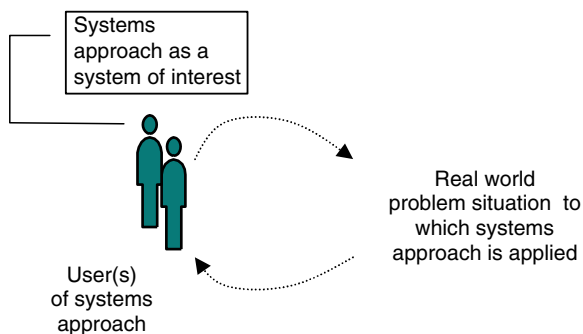 Systems
approach as a
system of interest
Real world
problem situation to
which systems
approach is applied
User(s)
of systems
approach